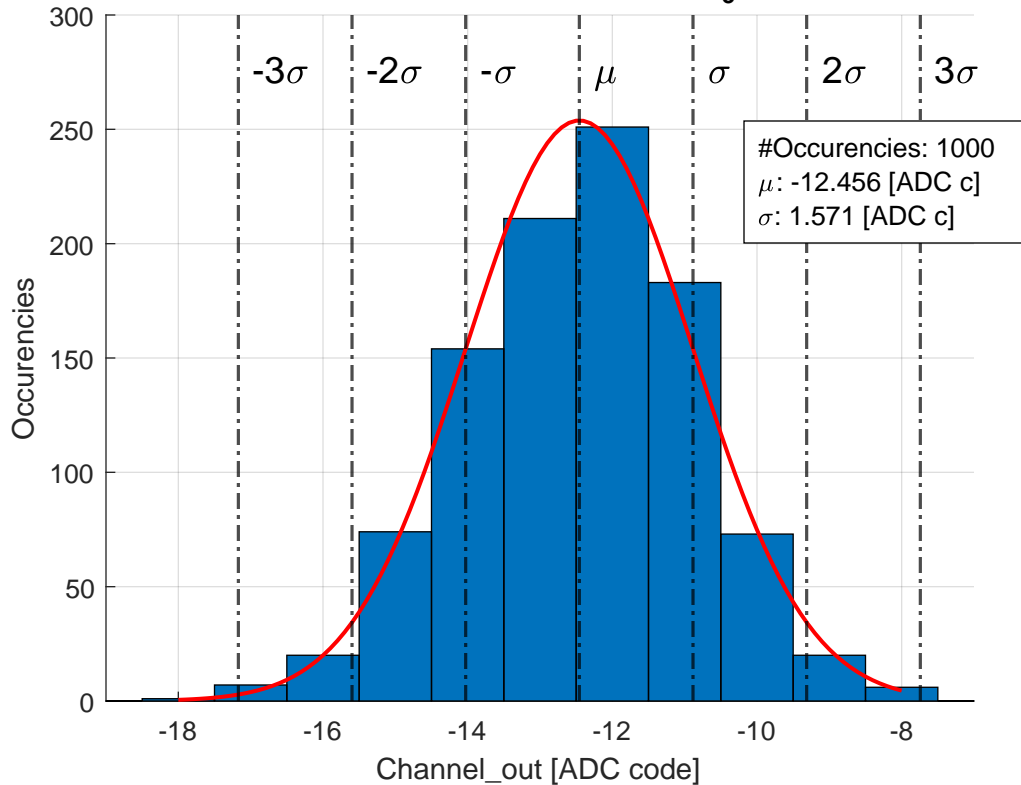 300
250
200
150
100
50
0
-3σ
-2σ
-σ
μ
σ
2σ
3σ
#Occurencies: 1000
μ: -12.456 [ADC c]
σ: 1.571 [ADC c]
Occurencies
-18
-16
-14
-12
-10
-8
Channel_out [ADC code]